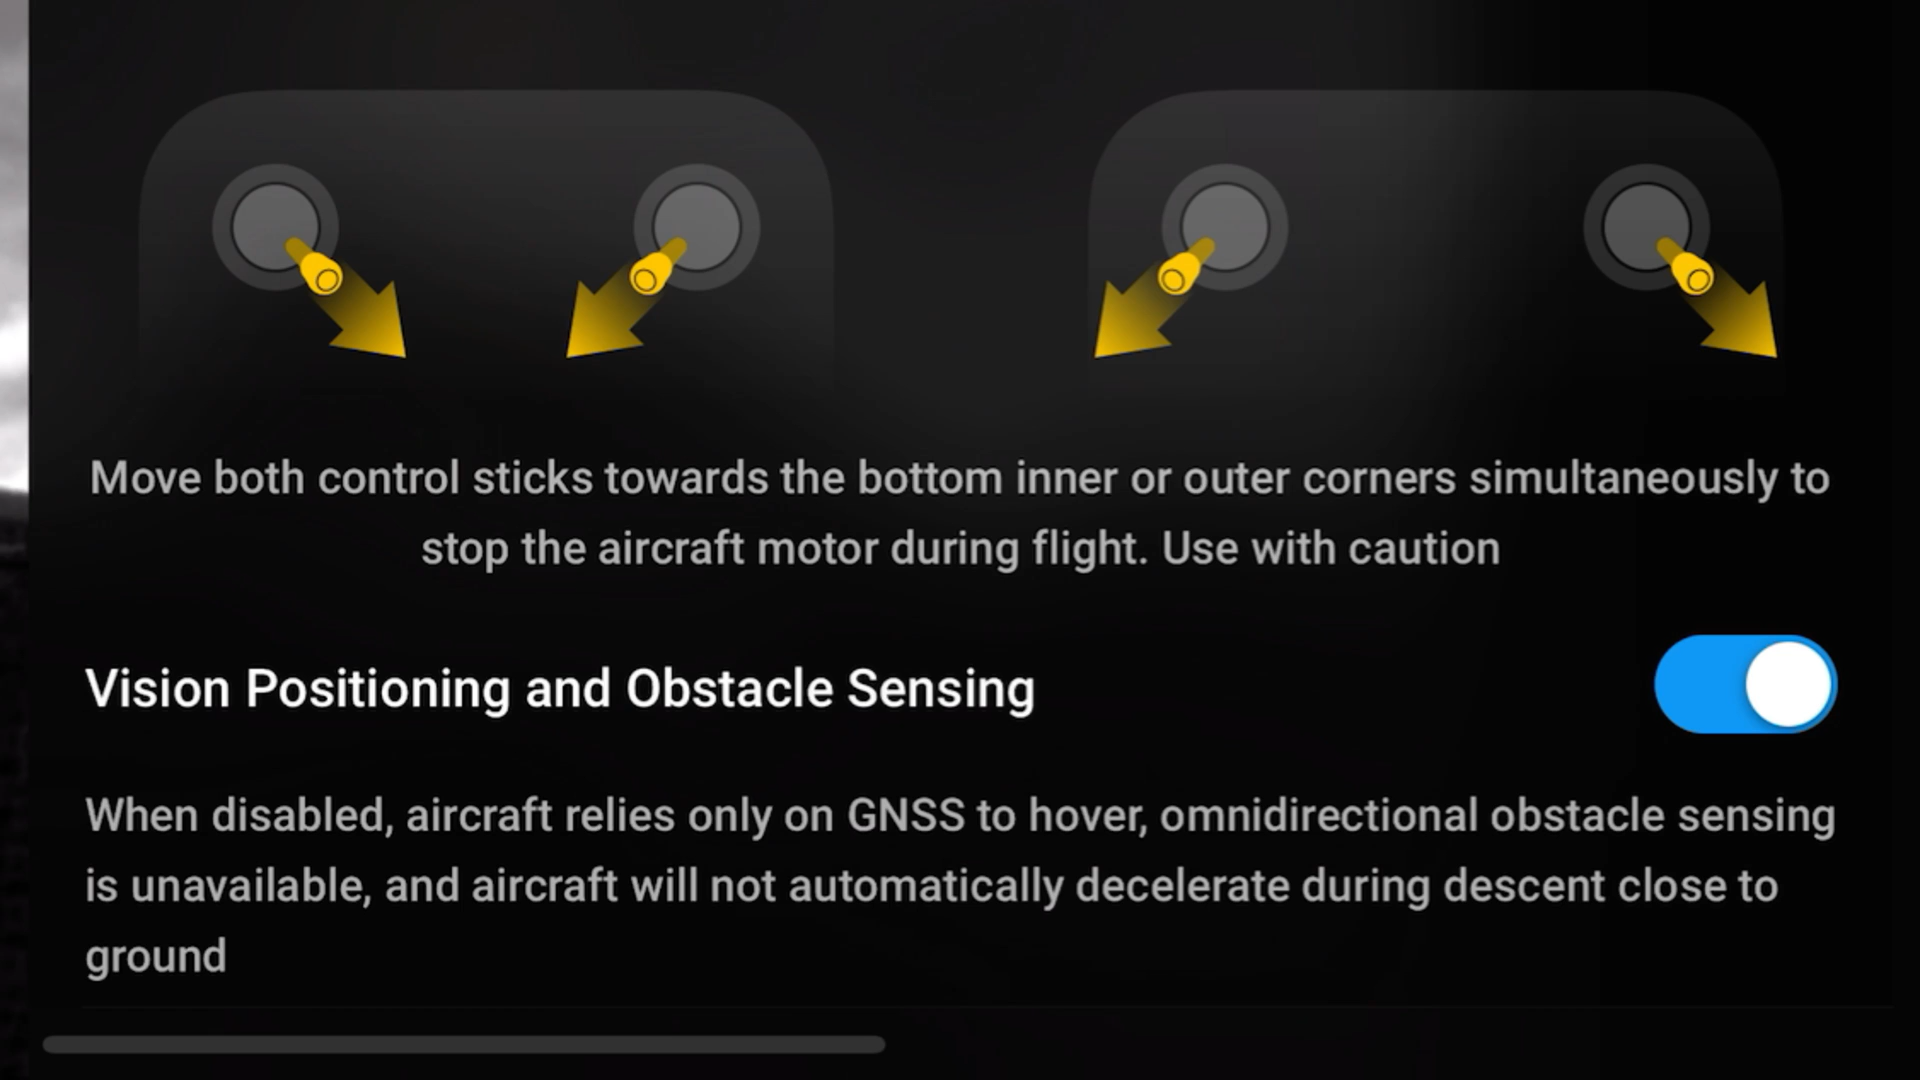 Move both control sticks towards the bottom inner or outer corners simultaneously to
stop the aircraft motor during flight. Use with caution
Vision Positioning and Obstacle Sensing
When disabled, aircraft relies only on GNSS to hover, omnidirectional obstacle sensing
is unavailable, and aircraft will not automatically decelerate during descent close to
ground